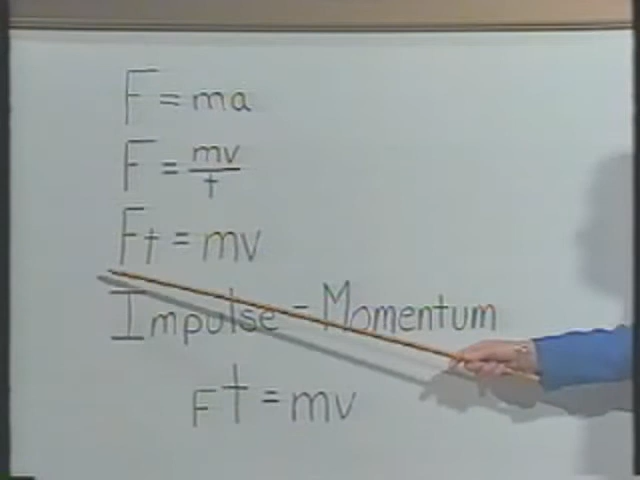 F = ma
F = mv/t
Ft = mv
Impulse = Momentum
Ft = mv